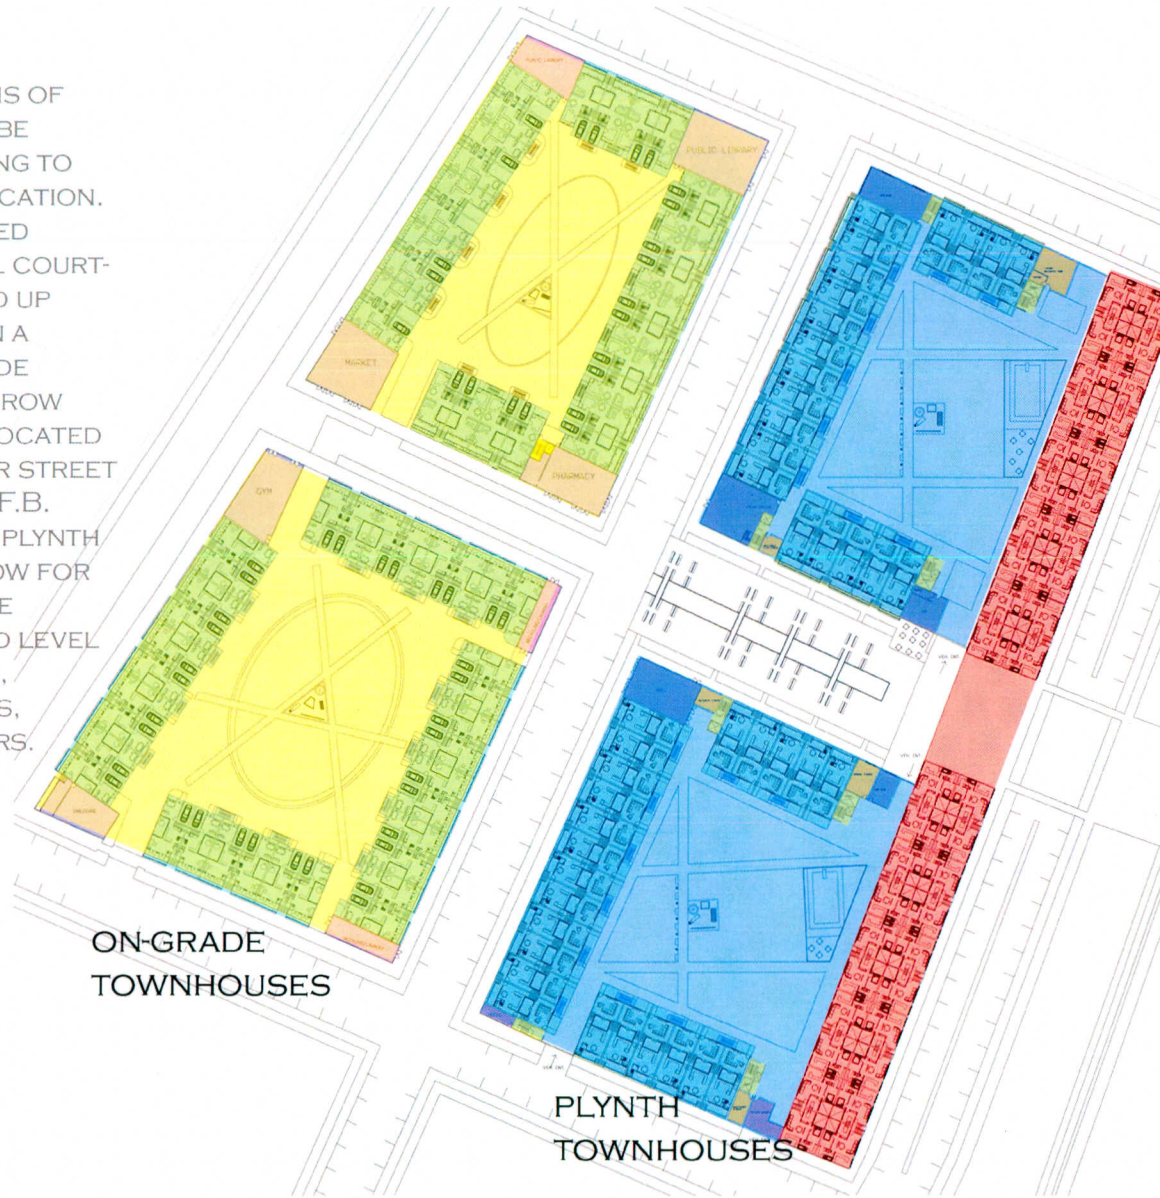 IS OF
BE
NG TO
CATION.
ED
L COURT-
D UP
N A
DE
ROW
OCATED
R STREET
F.B.
PLYNTH
OW FOR
E
D LEVEL
,
S,
RS.
PUBLIC LIBRARY
MARKET
PHARMACY
GYM
ON-GRADE
TOWNHOUSES
PLYNTH
TOWNHOUSES